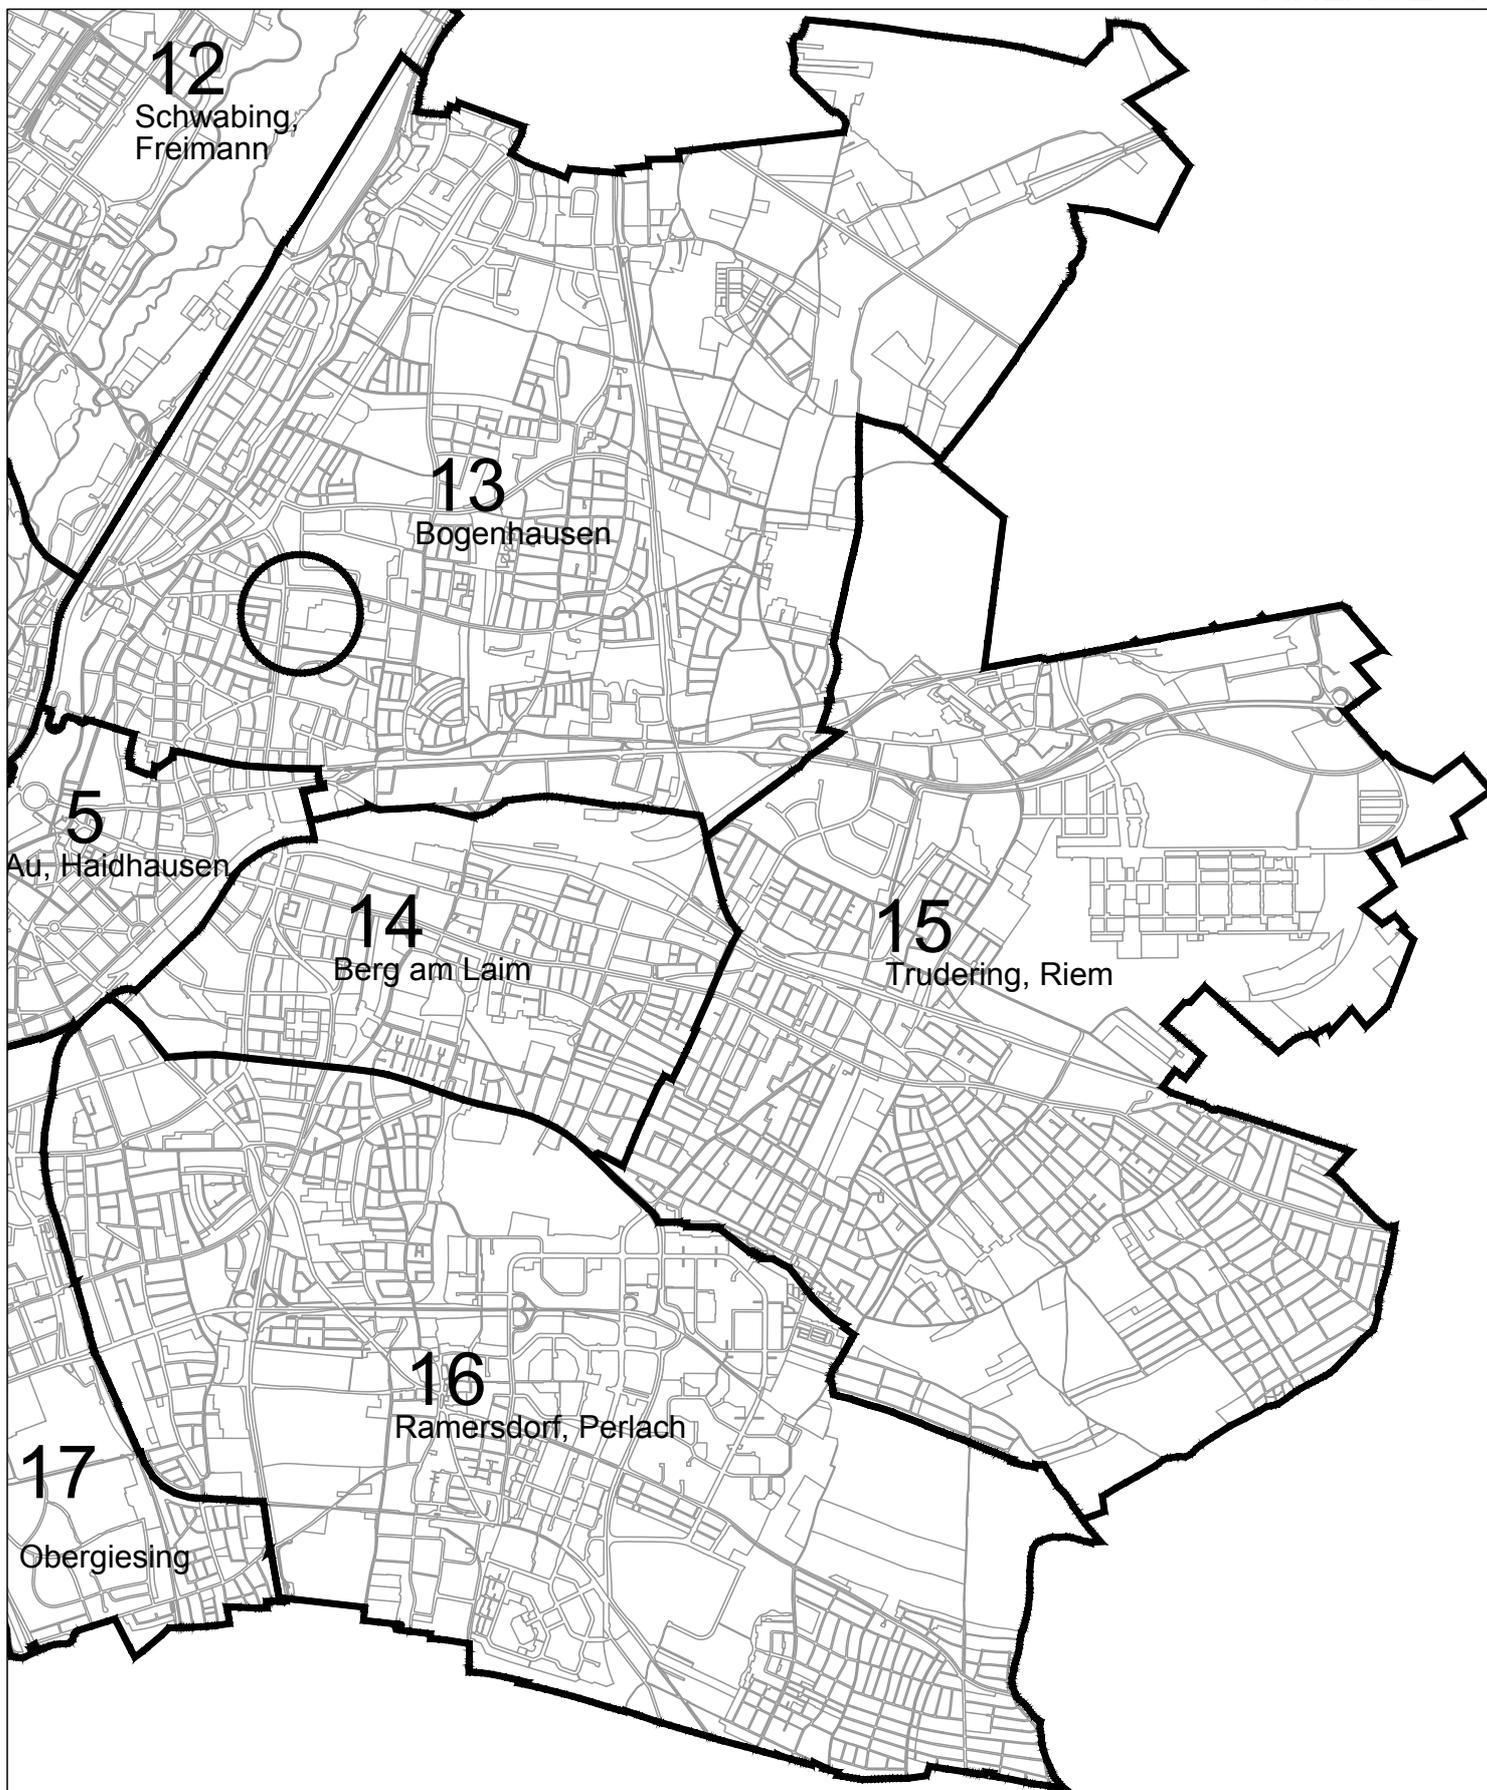 12
Schwabing,
Freimann
13
Bogenhausen
5
Au, Haidhausen
14
Berg am Laim
15
Trudering, Riem
16
Ramersdorf, Perlach
17
Obergiesing